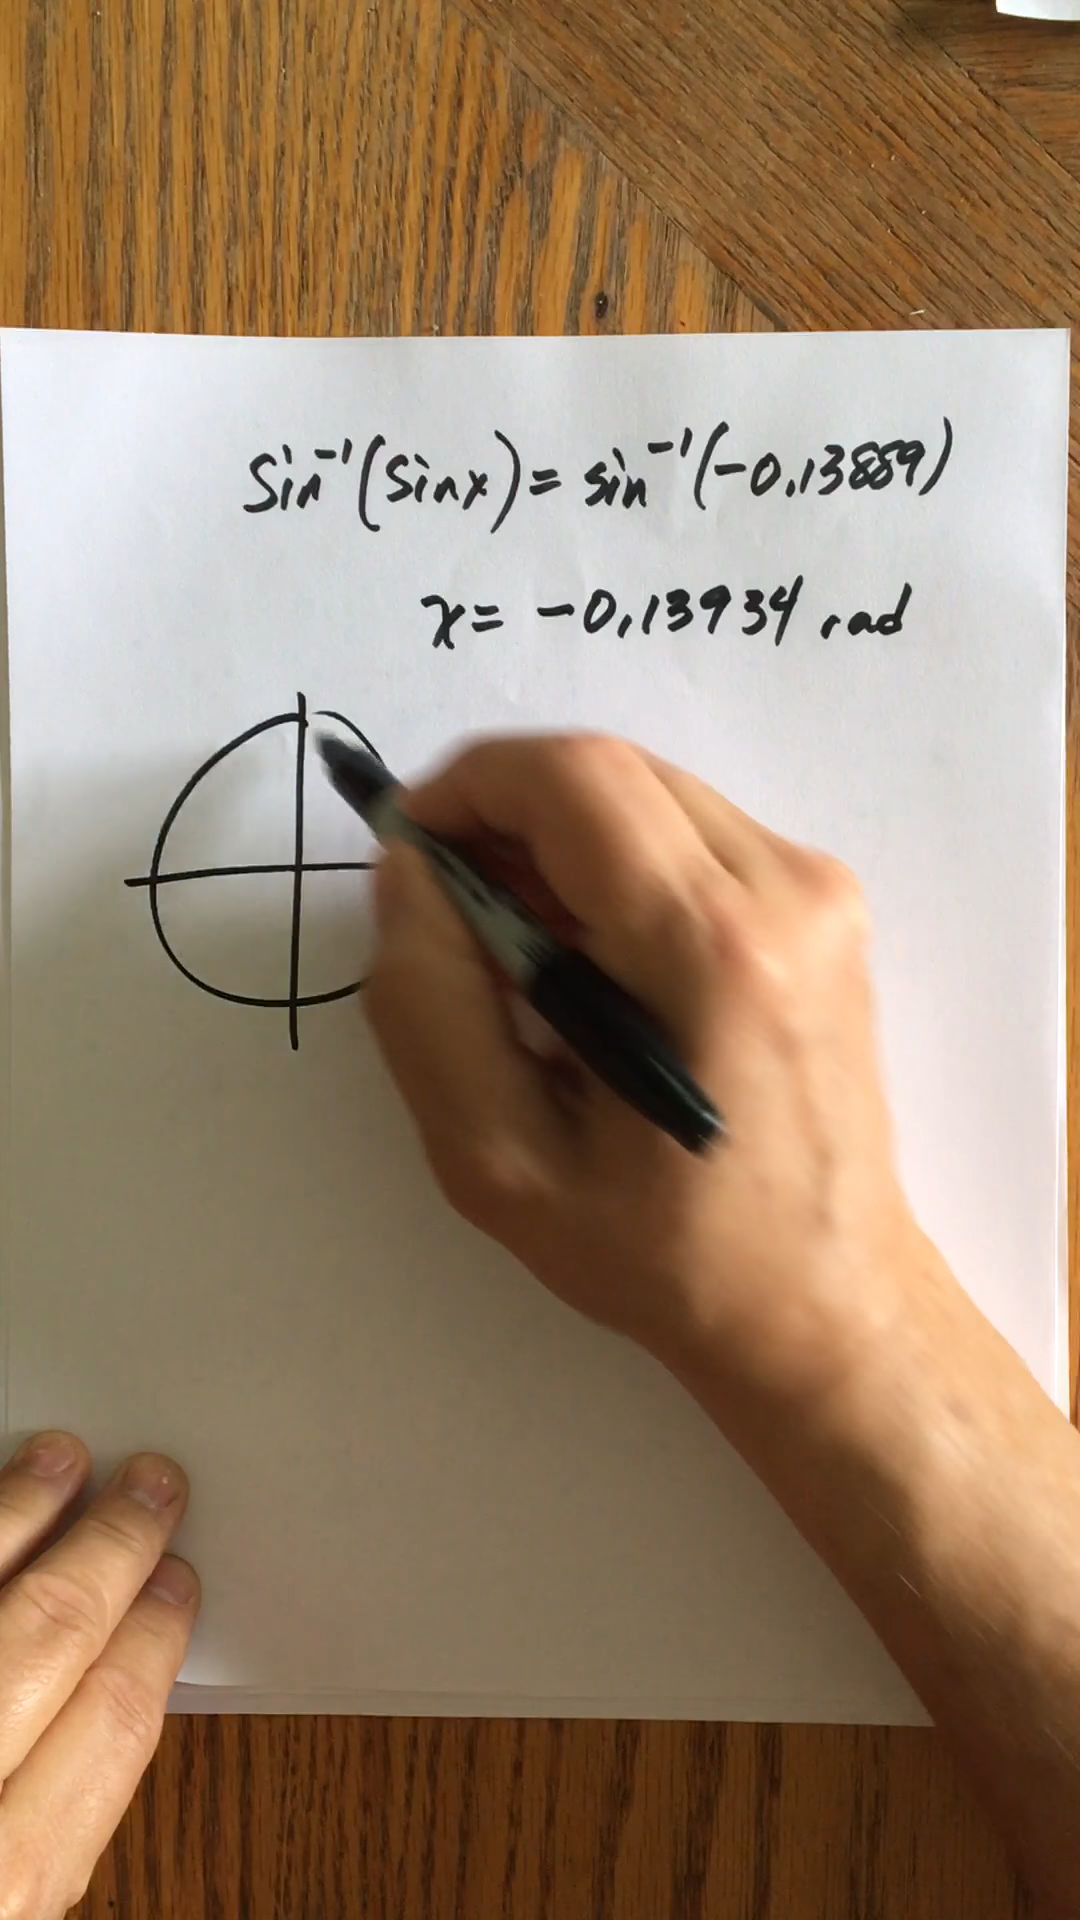 sin⁻¹(sinx) = sin⁻¹(-0.13889)
x = -0.13934 rad